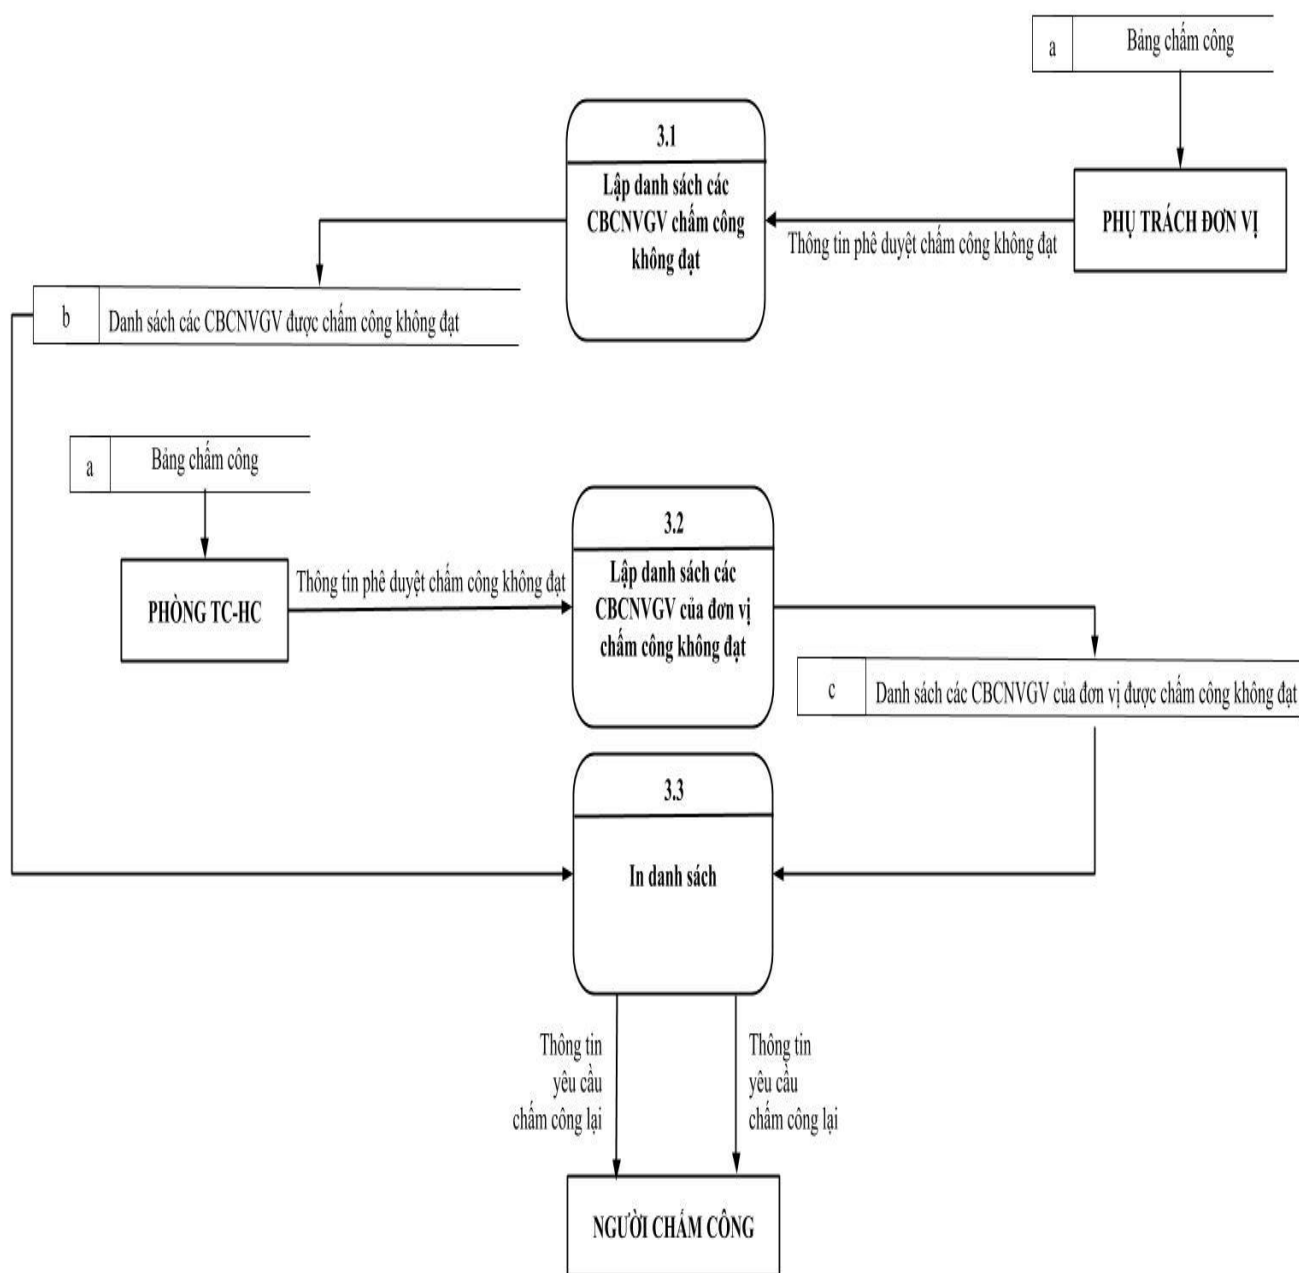 a
Bảng chấm công
3.1
Lập danh sách các
CBCNVGV chấm công
không đạt
PHỤ TRÁCH ĐƠN VỊ
Thông tin phê duyệt chấm công không đạt
b
Danh sách các CBCNVGV được chấm công không đạt
a
Bảng chấm công
3.2
Lập danh sách các
CBCNVGV của đơn vị
chấm công không đạt
Thông tin phê duyệt chấm công không đạt
PHÒNG TC-HC
c
Danh sách các CBCNVGV của đơn vị được chấm công không đạt
3.3
In danh sách
Thông tin
yêu cầu
chấm công lại
Thông tin
yêu cầu
chấm công lại
NGƯỜI CHẤM CÔNG